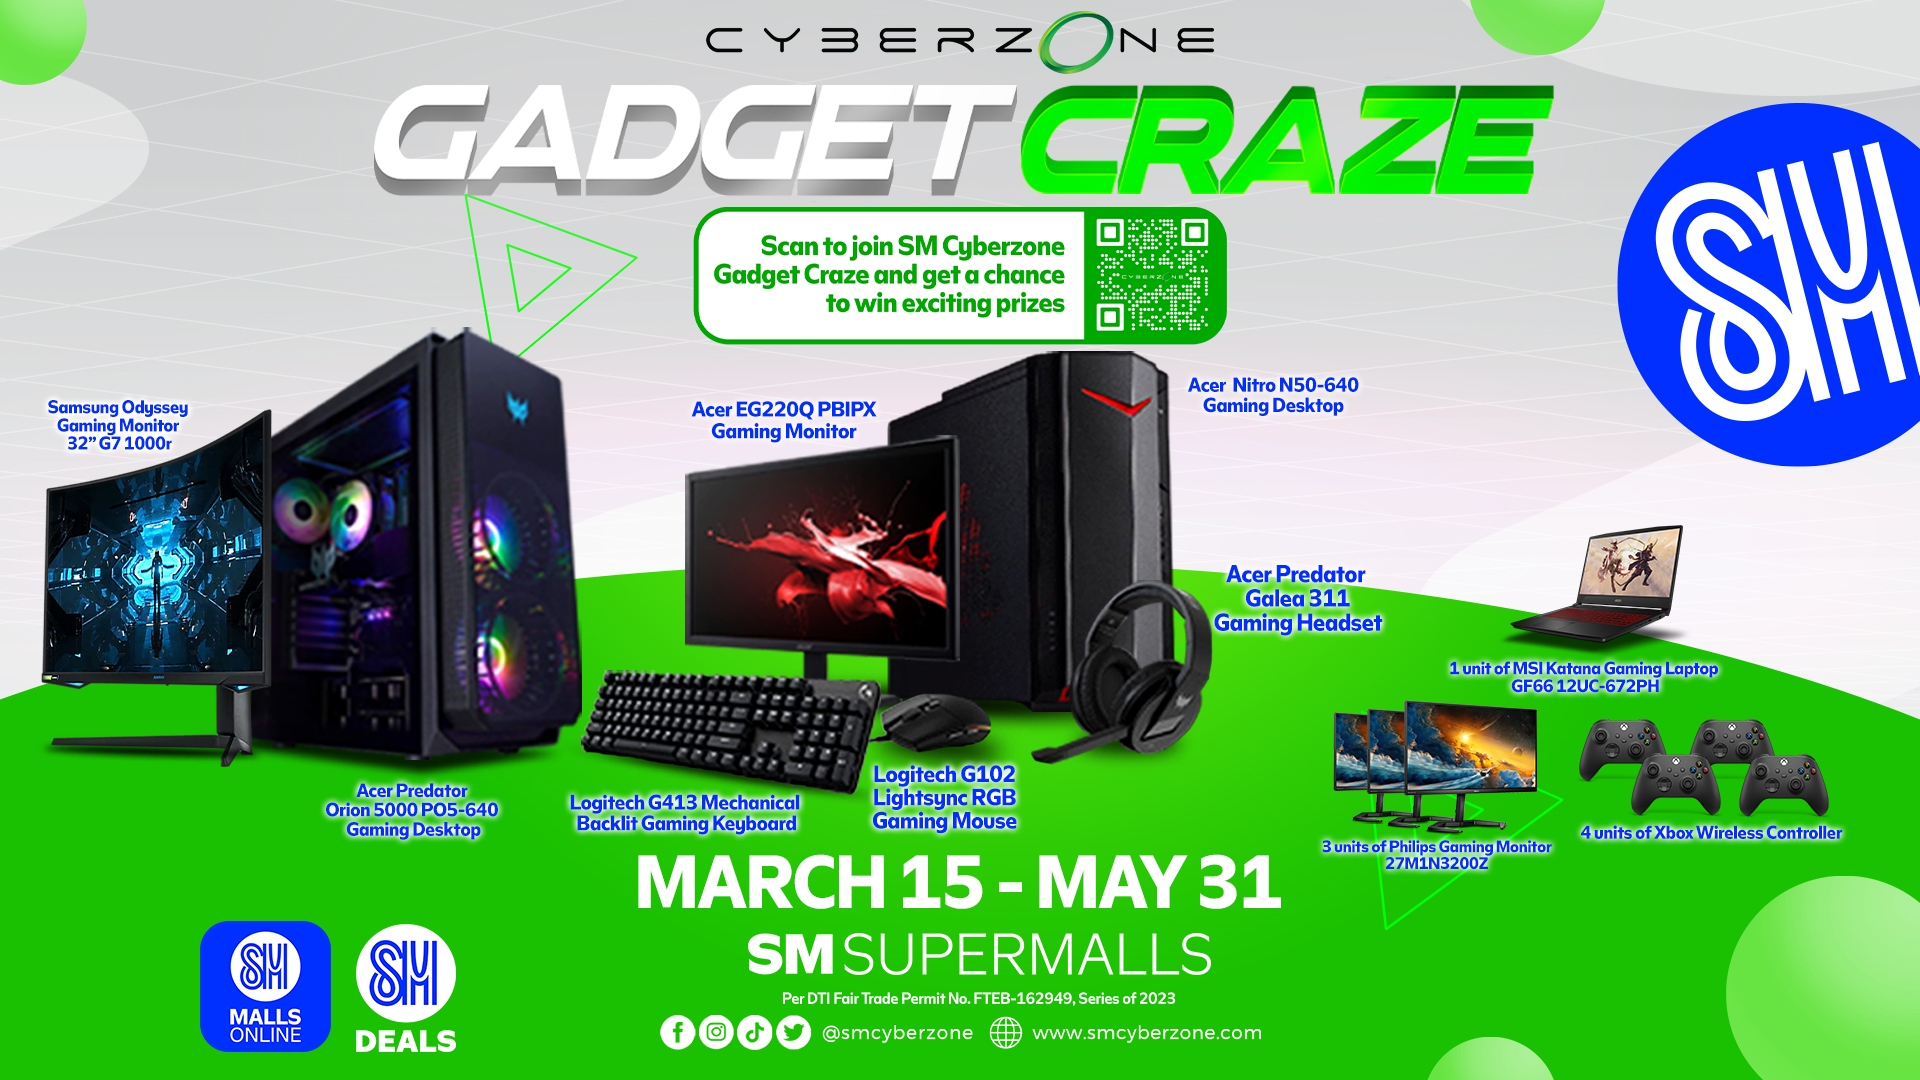 CYBERZONE
GADGET CRAZE
Scan to join SM Cyberzone
Gadget Craze and get a chance
to win exciting prizes
CYBERZONE
SM
Samsung Odyssey
Gaming Monitor
32” G7 1000r
Acer EG220Q PBIPX
Gaming Monitor
Acer Nitro N50-640
Gaming Desktop
Acer Predator
Galea 311
Gaming Headset
1 unit of MSI Katana Gaming Laptop
GF66 12UC-672PH
Acer Predator
Orion 5000 PO5-640
Gaming Desktop
Logitech G413 Mechanical
Backlit Gaming Keyboard
Logitech G102
Lightsync RGB
Gaming Mouse
3 units of Philips Gaming Monitor
27M1N3200Z
4 units of Xbox Wireless Controller
MARCH 15 - MAY 31
SM SUPERMALLS
Per DTI Fair Trade Permit No. FTEB-162949, Series of 2023
@smcyberzone www.smcyberzone.com
SM
MALLS
ONLINE
SM
DEALS